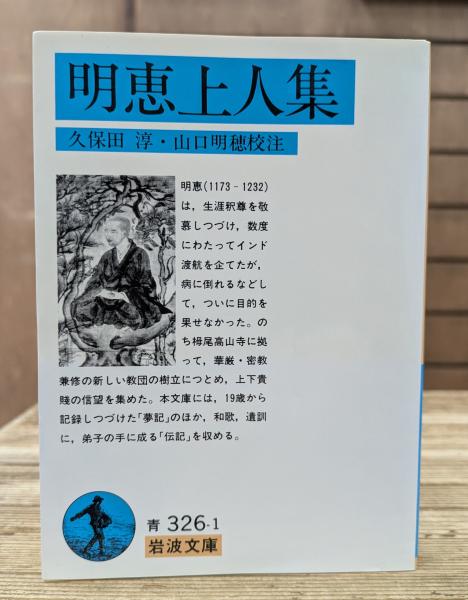 明恵上人集
久保田 淳・山口明穂校注
明恵(1173‐1232)
は，生涯釈尊を敬
慕しつづけ，数度
にわたってインド
渡航を企てたが，
病に倒れるなどし
て，ついに目的を
果せなかった。の
ち栂尾高山寺に拠
って，華厳・密教
兼修の新しい教団の樹立につとめ，上下貴
賤の信望を集めた。本文庫には，19歳から
記録しつづけた「夢記」のほか，和歌，遺訓
に，弟子の手に成る「伝記」を収める。
青 326-1
岩波文庫